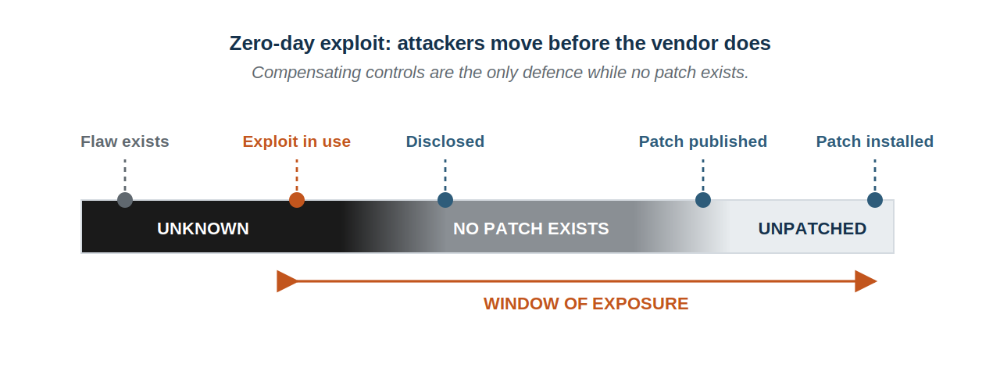 Zero-day exploit: attackers move before the vendor does
Compensating controls are the only defence while no patch exists.
Flaw exists
Exploit in use
Disclosed
Patch published
Patch installed
UNKNOWN
NO PATCH EXISTS
UNPATCHED
WINDOW OF EXPOSURE